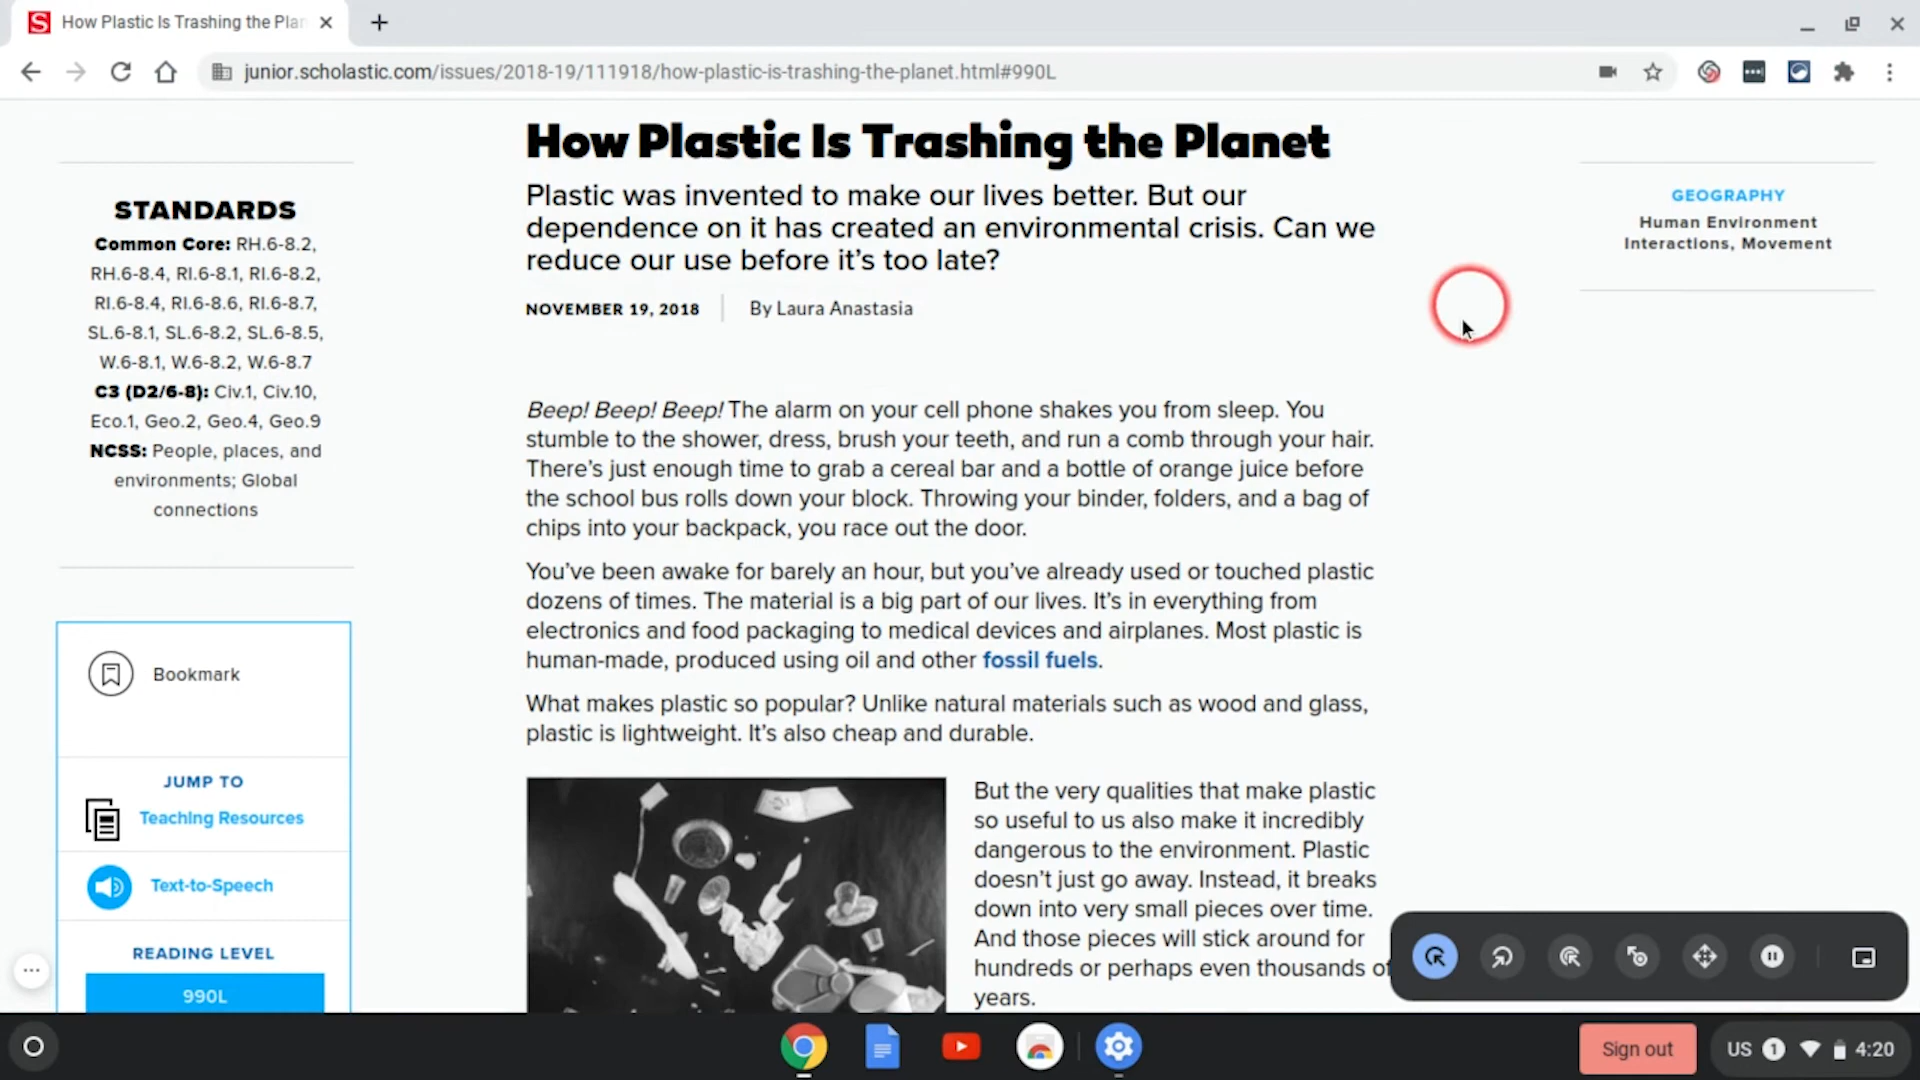 How Plastic Is Trashing the Plan
junior.scholastic.com/issues/2018-19/111918/how-plastic-is-trashing-the-planet.html#990L
STANDARDS
Common Core: RH.6-8.2,
RH.6-8.4, RI.6-8.1, RI.6-8.2,
RI.6-8.4, RI.6-8.6, RI.6-8.7,
SL.6-8.1, SL.6-8.2, SL.6-8.5,
W.6-8.1, W.6-8.2, W.6-8.7
C3 (D2/6-8): Civ.1, Civ.10,
Eco.1, Geo.2, Geo.4, Geo.9
NCSS: People, places, and
environments; Global
connections
Bookmark
JUMP TO
Teaching Resources
Text-to-Speech
READING LEVEL
990L
How Plastic Is Trashing the Planet
Plastic was invented to make our lives better. But our
dependence on it has created an environmental crisis. Can we
reduce our use before it's too late?
NOVEMBER 19, 2018 | By Laura Anastasia
Beep! Beep! Beep! The alarm on your cell phone shakes you from sleep. You
stumble to the shower, dress, brush your teeth, and run a comb through your hair.
There's just enough time to grab a cereal bar and a bottle of orange juice before
the school bus rolls down your block. Throwing your binder, folders, and a bag of
chips into your backpack, you race out the door.
You've been awake for barely an hour, but you've already used or touched plastic
dozens of times. The material is a big part of our lives. It's in everything from
electronics and food packaging to medical devices and airplanes. Most plastic is
human-made, produced using oil and other fossil fuels.
What makes plastic so popular? Unlike natural materials such as wood and glass,
plastic is lightweight. It's also cheap and durable.
But the very qualities that make plastic
so useful to us also make it incredibly
dangerous to the environment. Plastic
doesn't just go away. Instead, it breaks
down into very small pieces over time.
And those pieces will stick around for
hundreds or perhaps even thousands of
years.
GEOGRAPHY
Human Environment
Interactions, Movement
Sign out
US 1 4:20